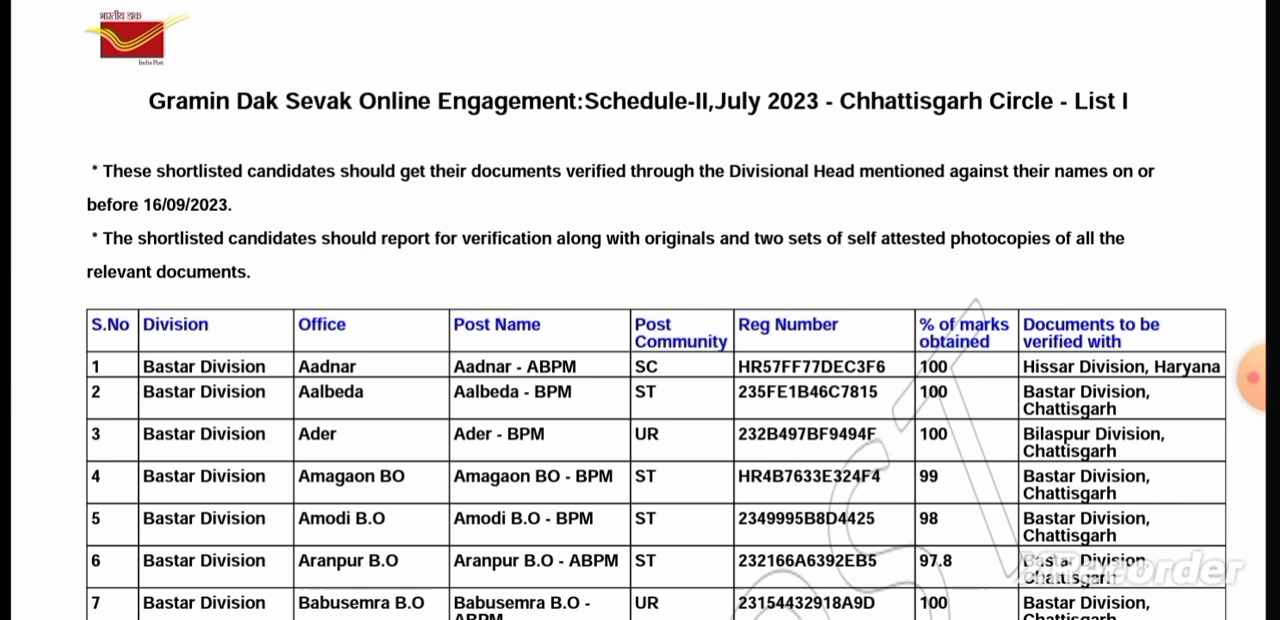 भारतीय डाक
India Post
Gramin Dak Sevak Online Engagement:Schedule-II,July 2023 - Chhattisgarh Circle - List I
* These shortlisted candidates should get their documents verified through the Divisional Head mentioned against their names on or
before 16/09/2023.
* The shortlisted candidates should report for verification along with originals and two sets of self attested photocopies of all the
relevant documents.
S.No Division Office Post Name Post Community Reg Number % of marks obtained Documents to be verified with
1 Bastar Division Aadnar Aadnar - ABPM SC HR57FF77DEC3F6 100 Hissar Division, Haryana
2 Bastar Division Aalbeda Aalbeda - BPM ST 235FE1B46C7815 100 Bastar Division,
Chattisgarh
3 Bastar Division Ader Ader - BPM UR 232B497BF9494F 100 Bilaspur Division,
Chattisgarh
4 Bastar Division Amagaon BO Amagaon BO - BPM ST HR4B7633E324F4 99 Bastar Division,
Chattisgarh
5 Bastar Division Amodi B.O Amodi B.O - BPM ST 2349995B8D4425 98 Bastar Division,
Chattisgarh
6 Bastar Division Aranpur B.O Aranpur B.O - ABPM ST 232166A6392EB5 97.8 Bastar Division,
Chattisgarh
XRecorder
7 Bastar Division Babusemra B.O Babusemra B.O - UR 23154432918A9D 100 Bastar Division,
ABPM Chattisgarh